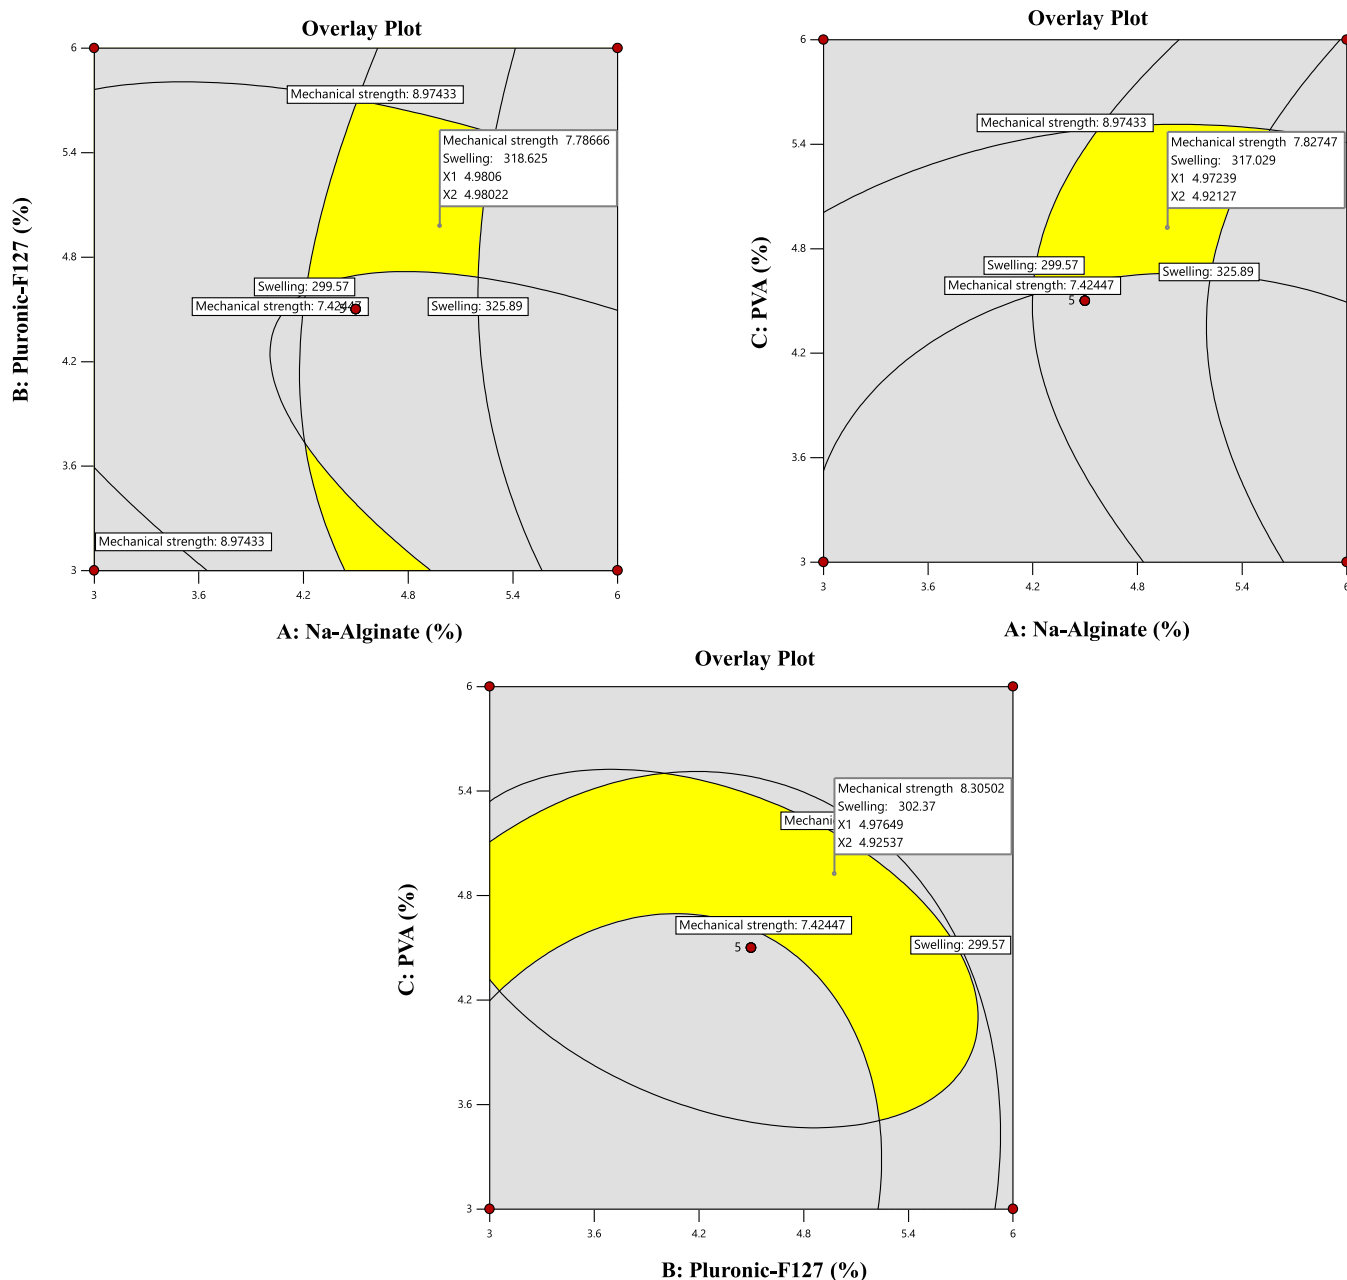 Overlay Plot
6
5.4
4.8
4.2
3.6
3
B: Pluronic-F127 (%)
Mechanical strength: 8.97433
Mechanical strength 7.78666
Swelling: 318.625
X1 4.9806
X2 4.98022
Swelling: 299.57
Mechanical strength: 7.42447
5
Swelling: 325.89
Mechanical strength: 8.97433
3 3.6 4.2 4.8 5.4 6
A: Na-Alginate (%)
Overlay Plot
6
5.4
4.8
4.2
3.6
3
C: PVA (%)
Mechanical strength: 8.97433
Mechanical strength 7.82747
Swelling: 317.029
X1 4.97239
X2 4.92127
Swelling: 299.57
Swelling: 325.89
Mechanical strength: 7.42447
5
3 3.6 4.2 4.8 5.4 6
A: Na-Alginate (%)
Overlay Plot
6
5.4
4.8
4.2
3.6
3
C: PVA (%)
Mechanical strength 8.30502
Swelling: 302.37
X1 4.97649
X2 4.92537
Mechanical strength: 7.42447
5
Swelling: 299.57
3 3.6 4.2 4.8 5.4 6
B: Pluronic-F127 (%)